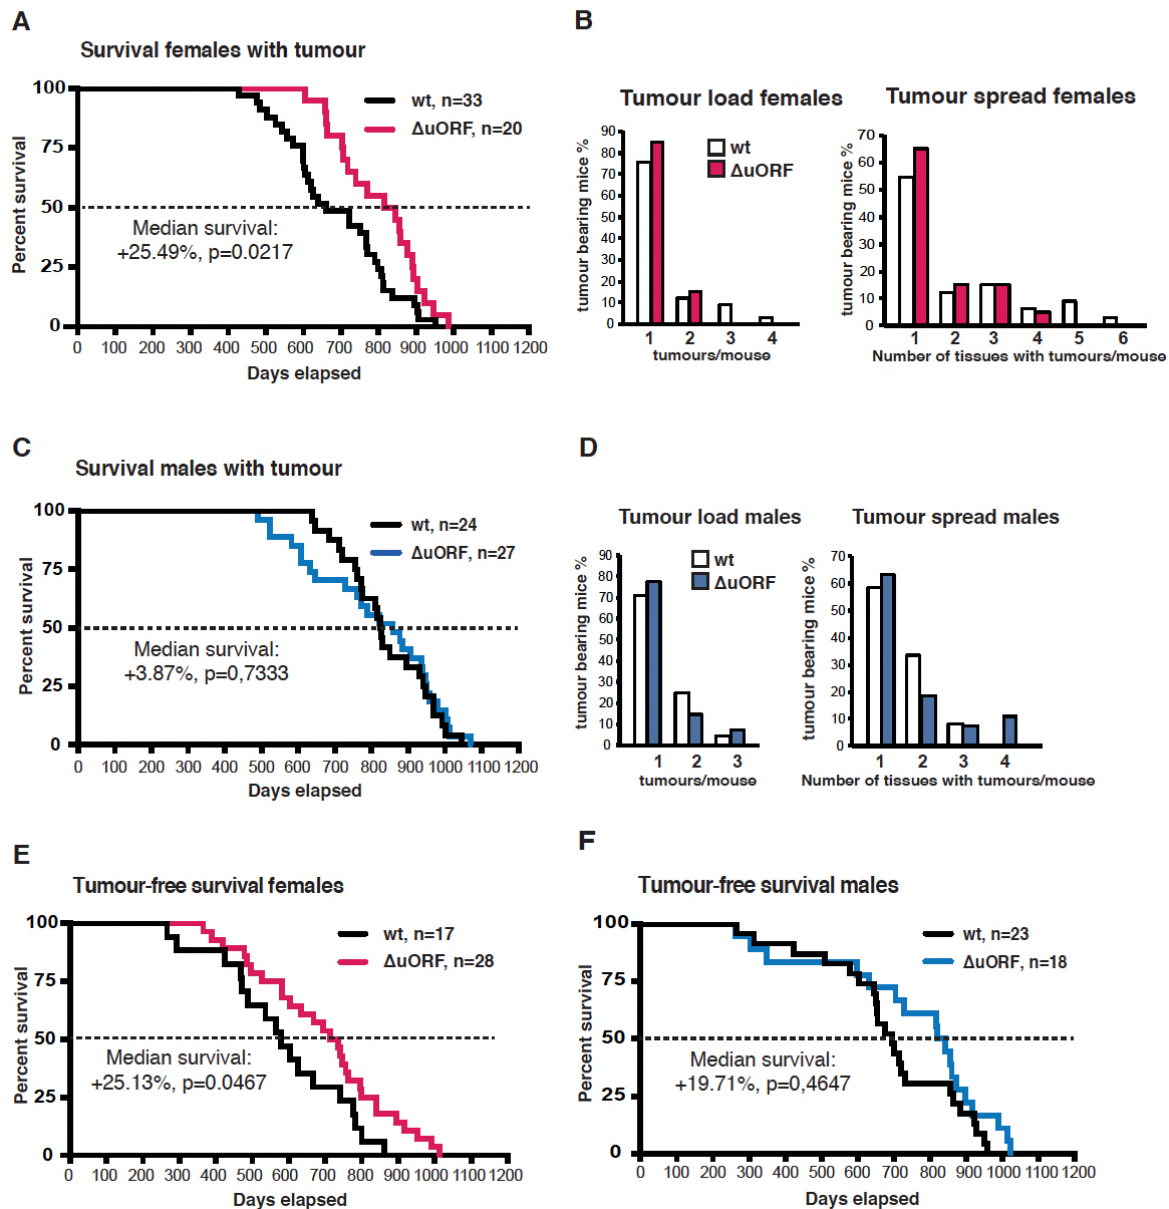 A
Survival females with tumour
Percent survival
100
75
50
25
0
wt, n=33
ΔuORF, n=20
Median survival:
+25.49%, p=0.0217
0 100 200 300 400 500 600 700 800 900 1000 1100 1200
Days elapsed
B
Tumour load females
tumour bearing mice %
90
80
70
60
50
40
30
20
10
0
wt
ΔuORF
1 2 3 4
tumours/mouse
Tumour spread females
tumour bearing mice %
70
60
50
40
30
20
10
0
1 2 3 4 5 6
Number of tissues with tumours/mouse
C
Survival males with tumour
Percent survival
100
75
50
25
0
wt, n=24
ΔuORF, n=27
Median survival:
+3.87%, p=0,7333
0 100 200 300 400 500 600 700 800 900 1000 1100 1200
Days elapsed
D
Tumour load males
tumour bearing mice %
90
80
70
60
50
40
30
20
10
0
wt
ΔuORF
1 2 3
tumours/mouse
Tumour spread males
tumour bearing mice %
70
60
50
40
30
20
10
0
1 2 3 4
Number of tissues with tumours/mouse
E
Tumour-free survival females
Percent survival
100
75
50
25
0
wt, n=17
ΔuORF, n=28
Median survival:
+25.13%, p=0.0467
0 100 200 300 400 500 600 700 800 900 1000 1200
Days elapsed
F
Tumour-free survival males
Percent survival
100
75
50
25
0
wt, n=23
ΔuORF, n=18
Median survival:
+19.71%, p=0,4647
0 100 200 300 400 500 600 700 800 900 1000 1200
Days elapsed